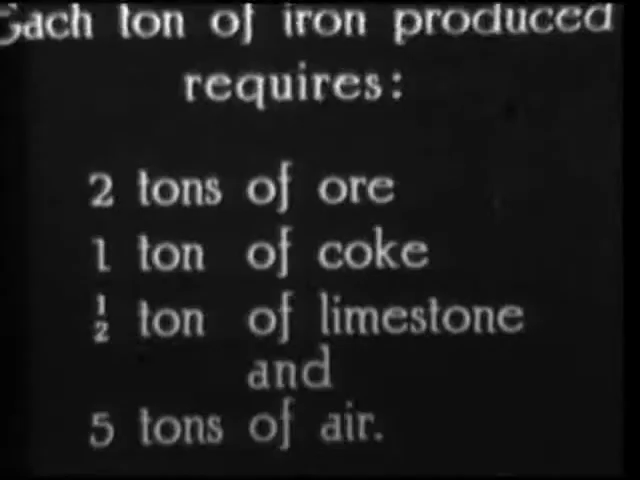 Each ton of iron produced
requires:
2 tons of ore
1 ton of coke
½ ton of limestone
and
5 tons of air.